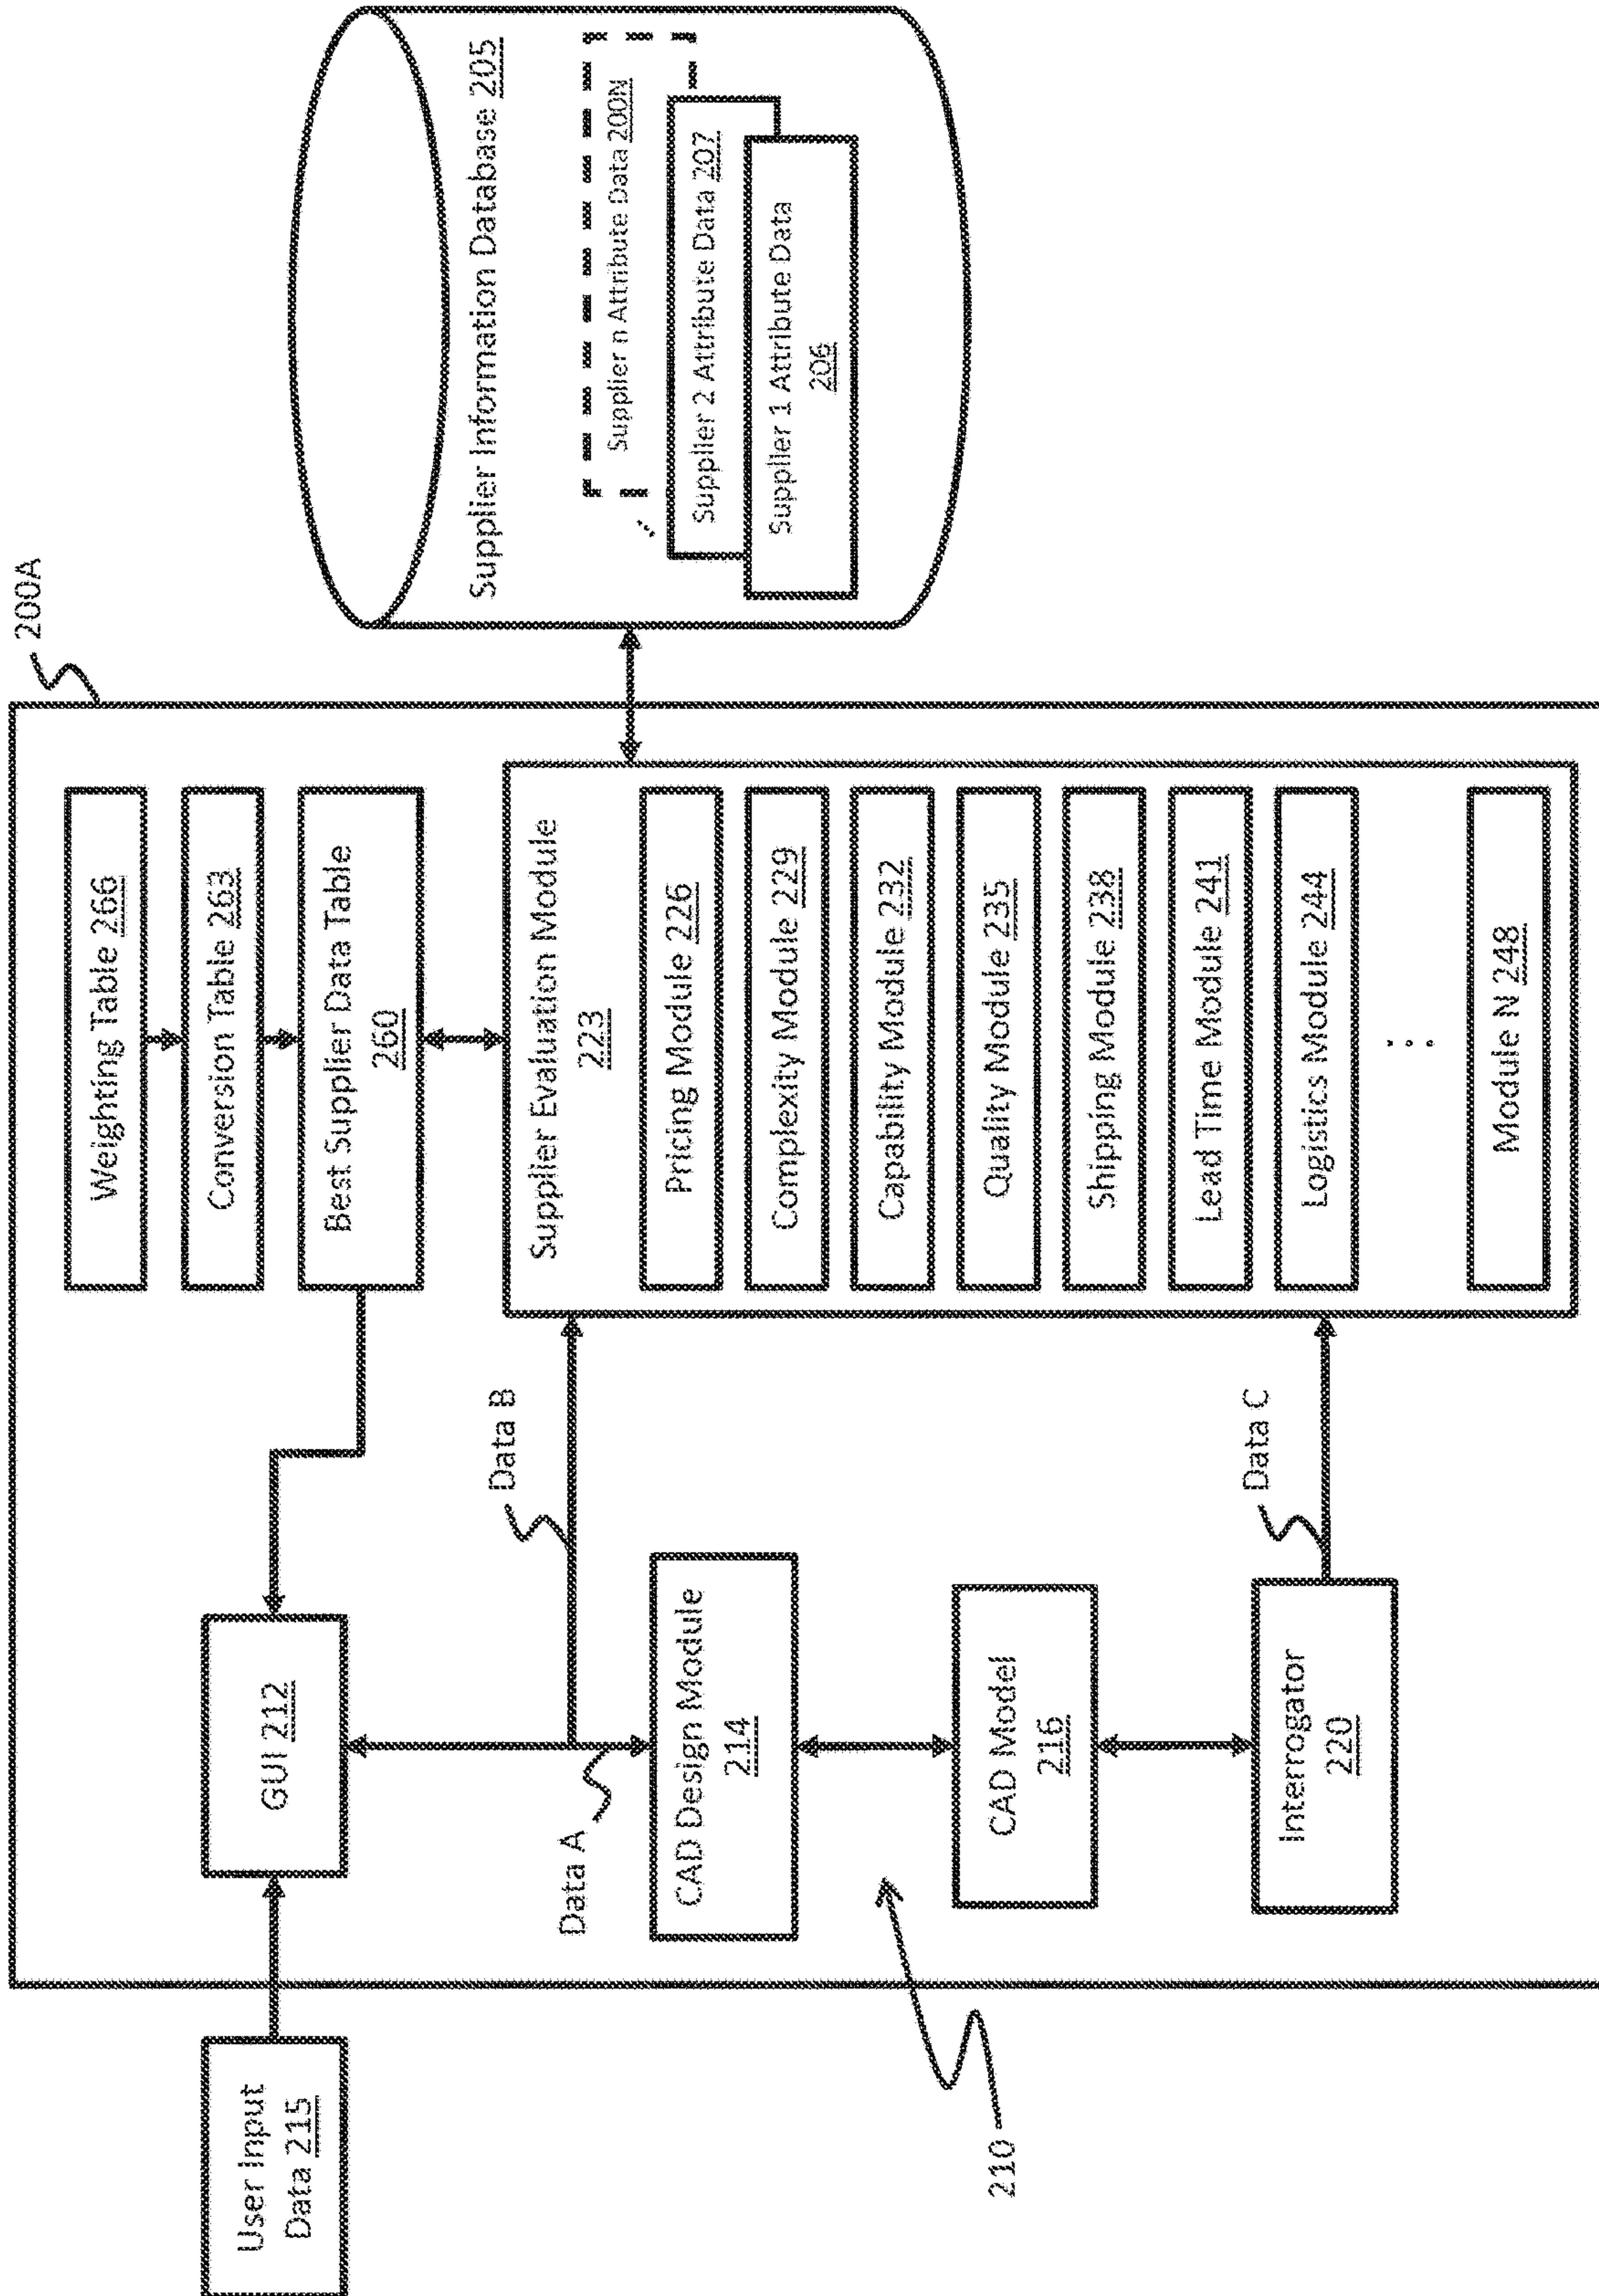 200A
User Input
Data 215
GUI 212
Data A
CAD Design Module
214
CAD Model
216
Interrogator
220
210
Data B
Data C
Weighting Table 266
Conversion Table 263
Best Supplier Data Table
260
Supplier Evaluation Module
223
Pricing Module 226
Complexity Module 229
Capability Module 232
Quality Module 235
Shipping Module 238
Lead Time Module 241
Logistics Module 244
...
Module N 248
Supplier Information Database 205
Supplier n Attribute Data 200N
...
Supplier 2 Attribute Data 207
Supplier 1 Attribute Data
206